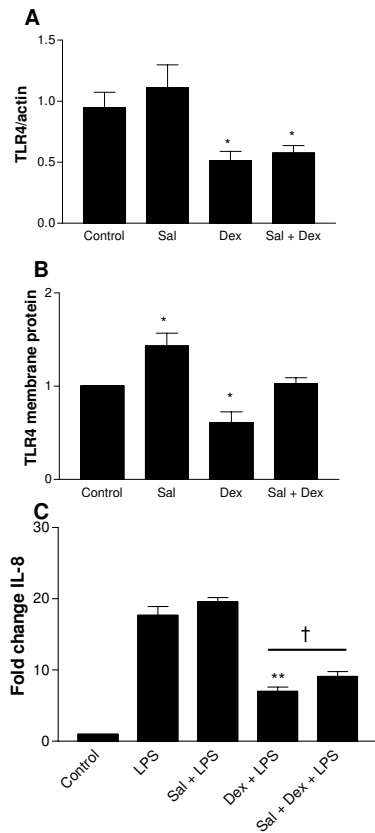 A
TLR4/actin
1.5
1.0
0.5
0.0
*
*
Control Sal Dex Sal + Dex
B
TLR4 membrane protein
2
1
0
*
*
Control Sal Dex Sal + Dex
C
Fold change IL-8
30
20
10
0
†
**
Control LPS Sal + LPS Dex + LPS Sal + Dex + LPS